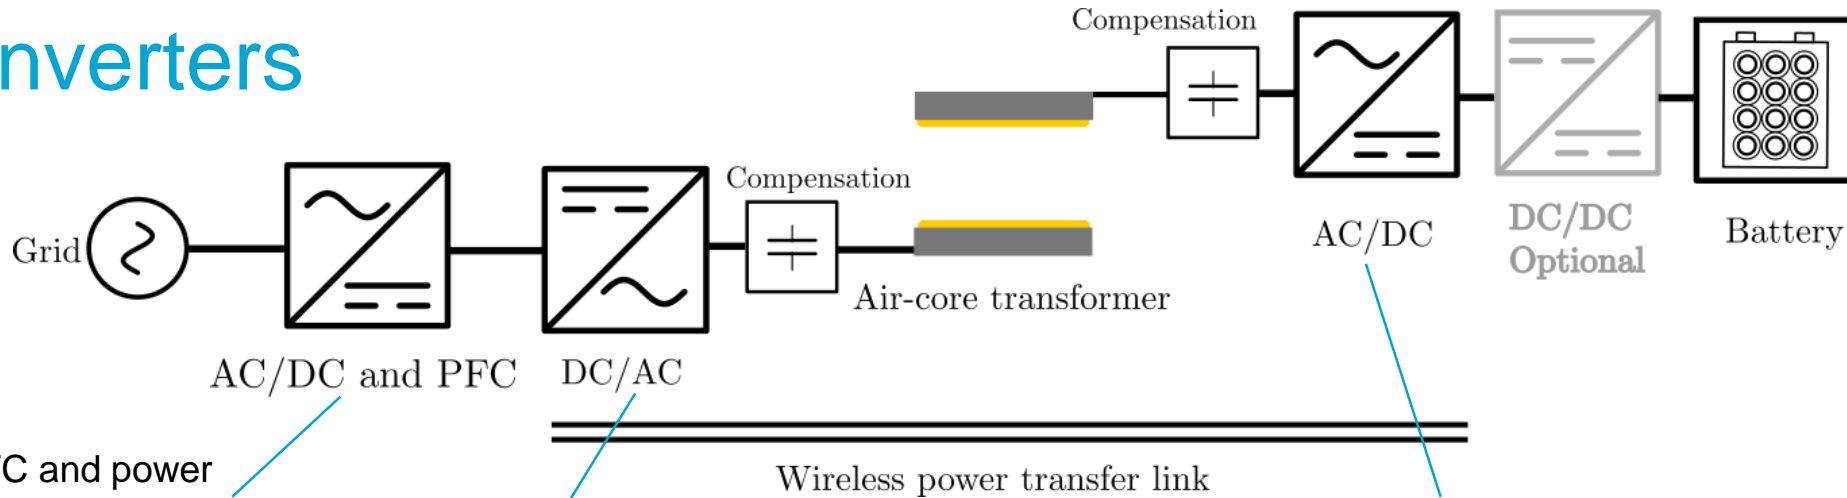 nverters
Compensation
Compensation
Grid
AC/DC
DC/DC
Optional
Battery
Air-core transformer
AC/DC and PFC
DC/AC
C and power
Wireless power transfer link